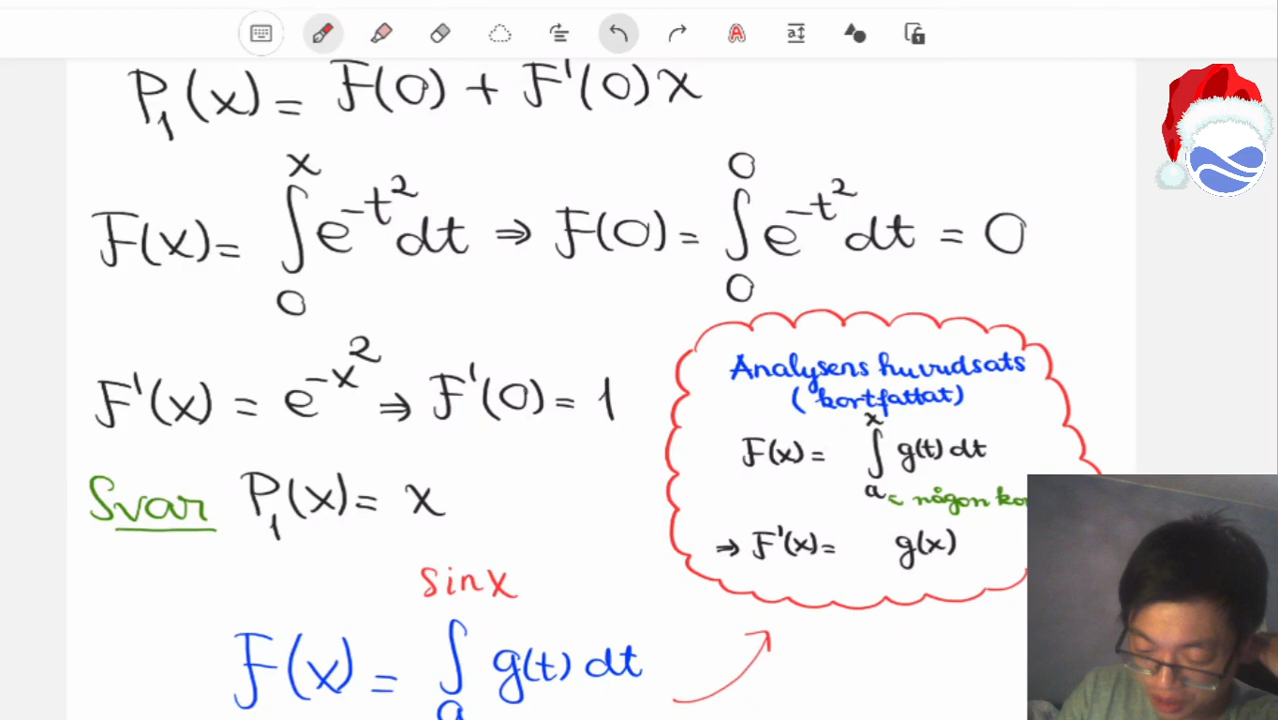 P₁(x) = F(0) + F'(0)x
F(x) = ∫₀ˣ e^(-t²) dt ⇒ F(0) = ∫₀⁰ e^(-t²) dt = 0
F'(x) = e^(-x²) ⇒ F'(0) = 1
Svar P₁(x) = x
Analysens huvudsats
(kortfattat)
F(x) = ∫ₐˣ g(t) dt
a < någon
⇒ F'(x) = g(x)
sin x
F(x) = ∫ₐ g(t) dt